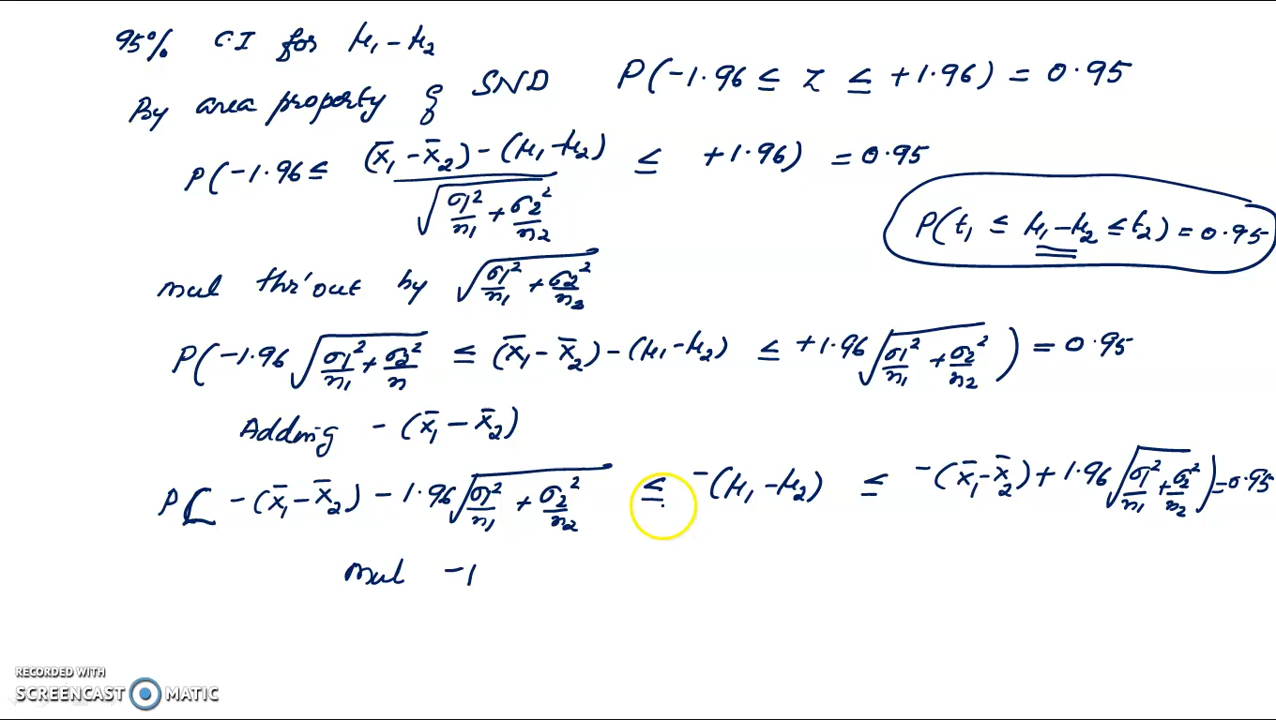 95% C.I for μ₁-μ₂
By area property of SND P(-1.96 ≤ Z ≤ +1.96) = 0.95
P(-1.96 ≤ ((x̄₁ - x̄₂) - (μ₁-μ₂)) / √(σ₁²/n₁ + σ₂²/n₂) ≤ +1.96) = 0.95
P(t₁ ≤ μ₁-μ₂ ≤ t₂) = 0.95
mul thr'out by √(σ₁²/n₁ + σ₂²/n₂)
P(-1.96 √(σ₁²/n₁ + σ₂²/n) ≤ (x̄₁ - x̄₂) - (μ₁-μ₂) ≤ +1.96 √(σ₁²/n₁ + σ₂²/n₂)) = 0.95
Adding - (x̄₁ - x̄₂)
P[ - (x̄₁ - x̄₂) - 1.96 √(σ₁²/n₁ + σ₂²/n₂) ≤ -(μ₁-μ₂) ≤ -(x̄₁-x̄₂) + 1.96 √(σ₁²/n₁ + σ₂²/n₂)) = 0.95
mul -1
RECORDED WITH
SCREENCAST MATIC